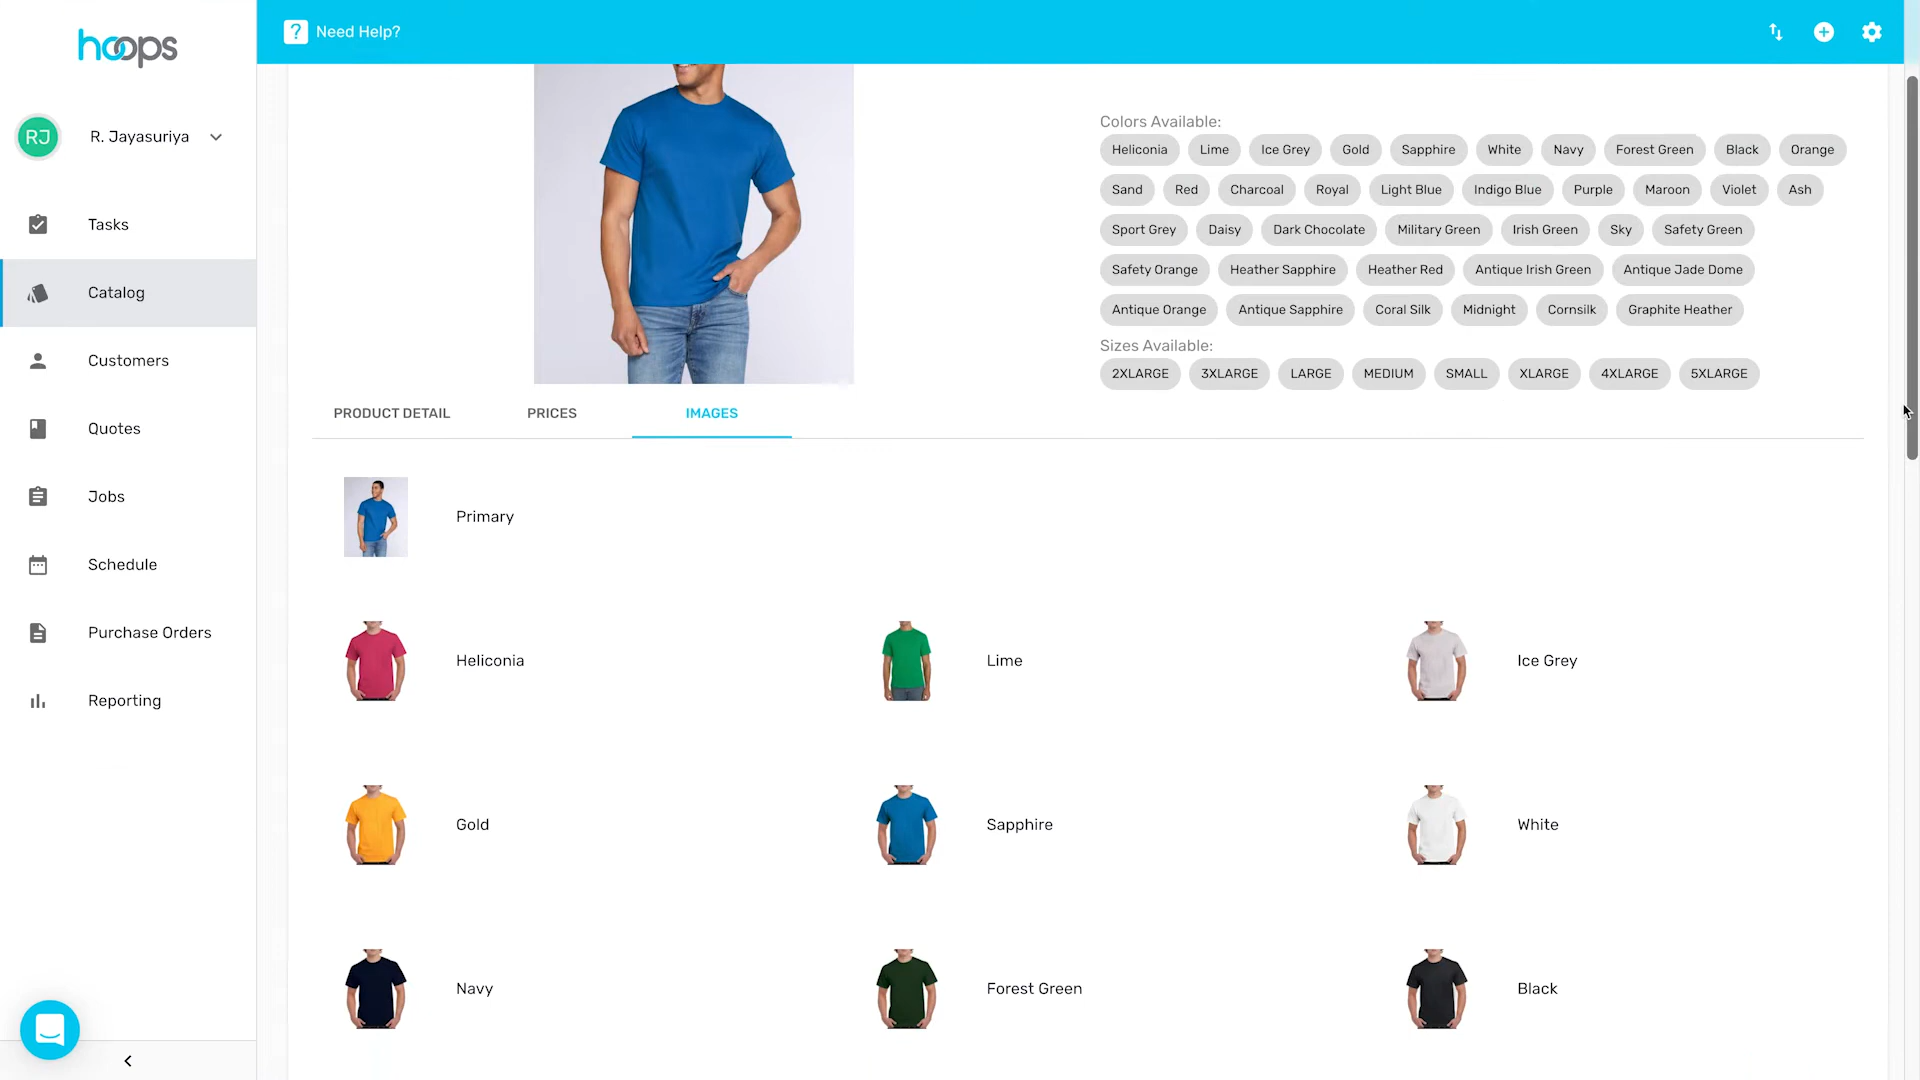 hoops
? Need Help?
RJ
R. Jayasuriya
Tasks
Catalog
Customers
Quotes
Jobs
Schedule
Purchase Orders
Reporting
Colors Available:
Heliconia Lime Ice Grey Gold Sapphire White Navy Forest Green Black Orange
Sand Red Charcoal Royal Light Blue Indigo Blue Purple Maroon Violet Ash
Sport Grey Daisy Dark Chocolate Military Green Irish Green Sky Safety Green
Safety Orange Heather Sapphire Heather Red Antique Irish Green Antique Jade Dome
Antique Orange Antique Sapphire Coral Silk Midnight Cornsilk Graphite Heather
Sizes Available:
2XLARGE 3XLARGE LARGE MEDIUM SMALL XLARGE 4XLARGE 5XLARGE
PRODUCT DETAIL PRICES IMAGES
Primary
Heliconia Lime Ice Grey
Gold Sapphire White
Navy Forest Green Black